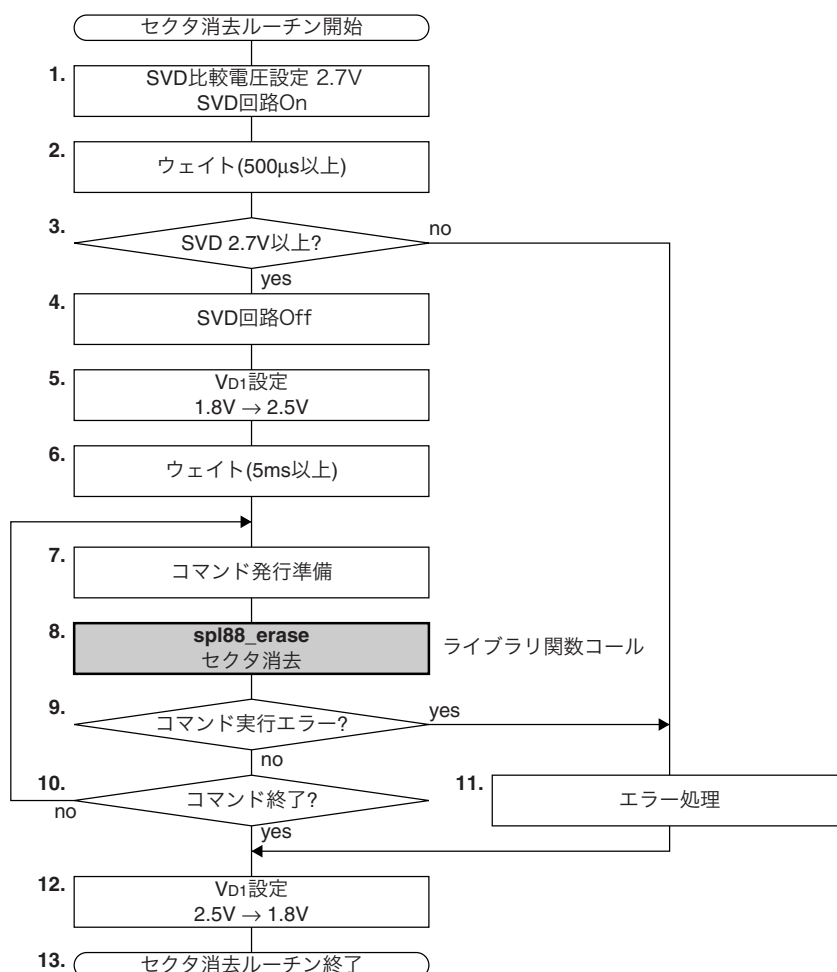 セクタ消去ルーチン開始
1.
SVD比較電圧設定 2.7V
SVD回路On
2.
ウェイト(500μs以上)
3.
SVD 2.7V以上?
no
yes
4.
SVD回路Off
5.
VD1設定
1.8V → 2.5V
6.
ウェイト(5ms以上)
7.
コマンド発行準備
8.
spl88_erase
セクタ消去
ライブラリ関数コール
9.
コマンド実行エラー?
yes
no
10.
コマンド終了?
no
yes
11.
エラー処理
12.
VD1設定
2.5V → 1.8V
13.
セクタ消去ルーチン終了